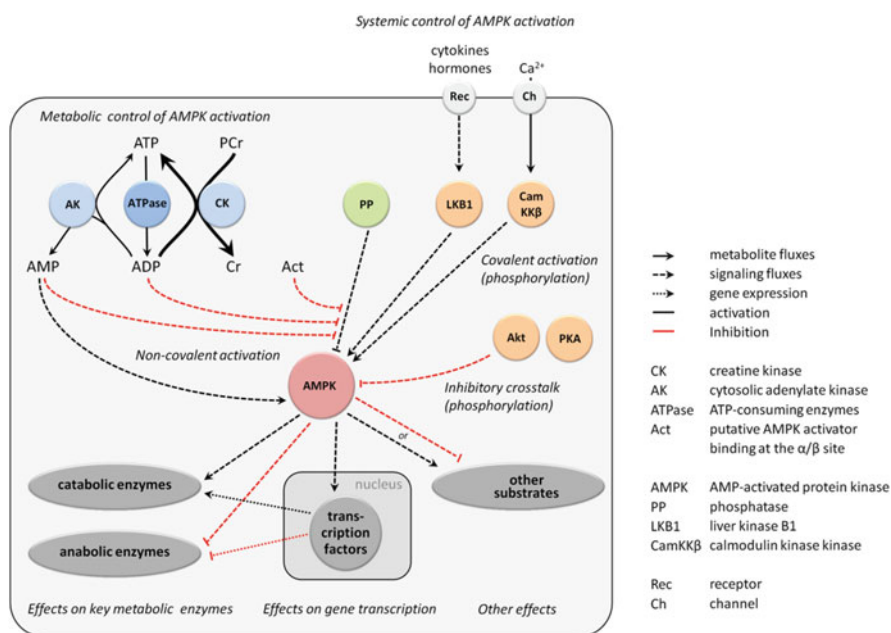 Systemic control of AMPK activation
cytokines
hormones
Ca²⁺
Rec
Ch
Metabolic control of AMPK activation
ATP
PCr
AK
ATPase
CK
PP
LKB1
Cam
KKβ
AMP
ADP
Cr
Act
Covalent activation
(phosphorylation)
Non-covalent activation
Akt
PKA
AMPK
Inhibitory crosstalk
(phosphorylation)
or
catabolic enzymes
nucleus
other
substrates
trans-
cription
factors
anabolic enzymes
Effects on key metabolic enzymes
Effects on gene transcription
Other effects
metabolite fluxes
signaling fluxes
gene expression
activation
Inhibition
CK creatine kinase
AK cytosolic adenylate kinase
ATPase ATP-consuming enzymes
Act putative AMPK activator
binding at the α/β site
AMPK AMP-activated protein kinase
PP phosphatase
LKB1 liver kinase B1
CamKKβ calmodulin kinase kinase
Rec receptor
Ch channel